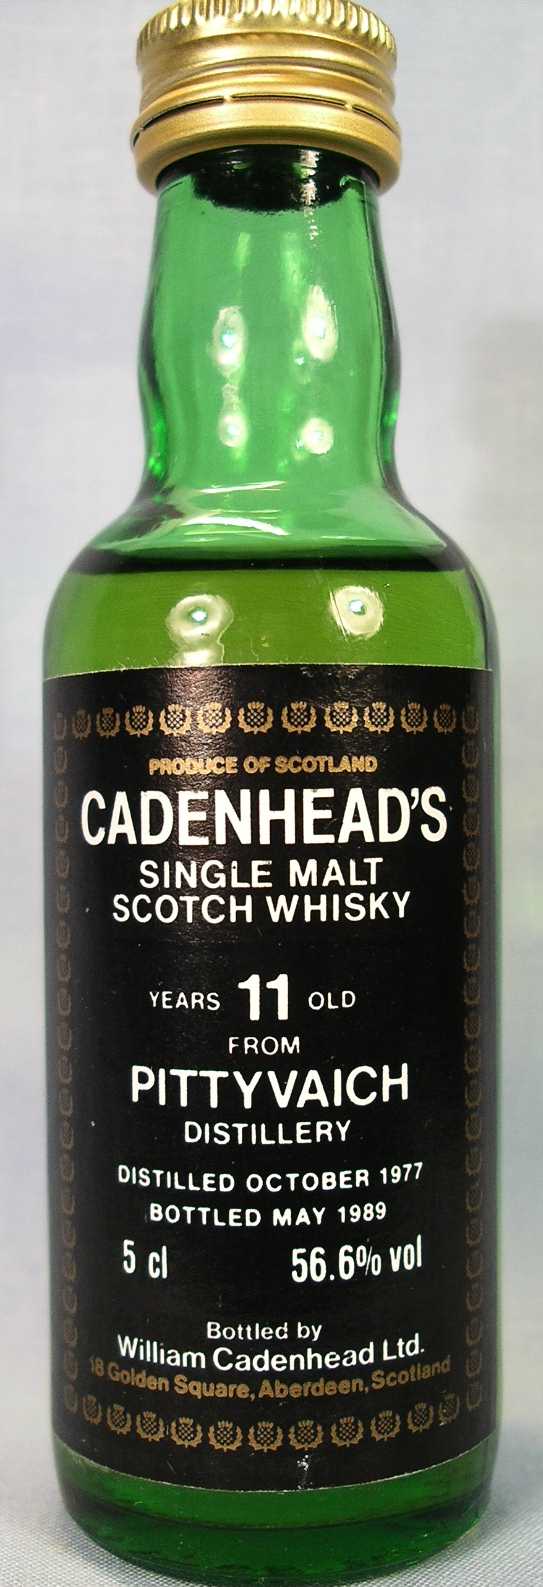 PRODUCE OF SCOTLAND
CADENHEAD'S
SINGLE MALT
SCOTCH WHISKY
YEARS 11 OLD
FROM
PITTYVAICH
DISTILLERY
DISTILLED OCTOBER 1977
BOTTLED MAY 1989
5 cl 56.6% vol
Bottled by
William Cadenhead Ltd.
18 Golden Square, Aberdeen, Scotland